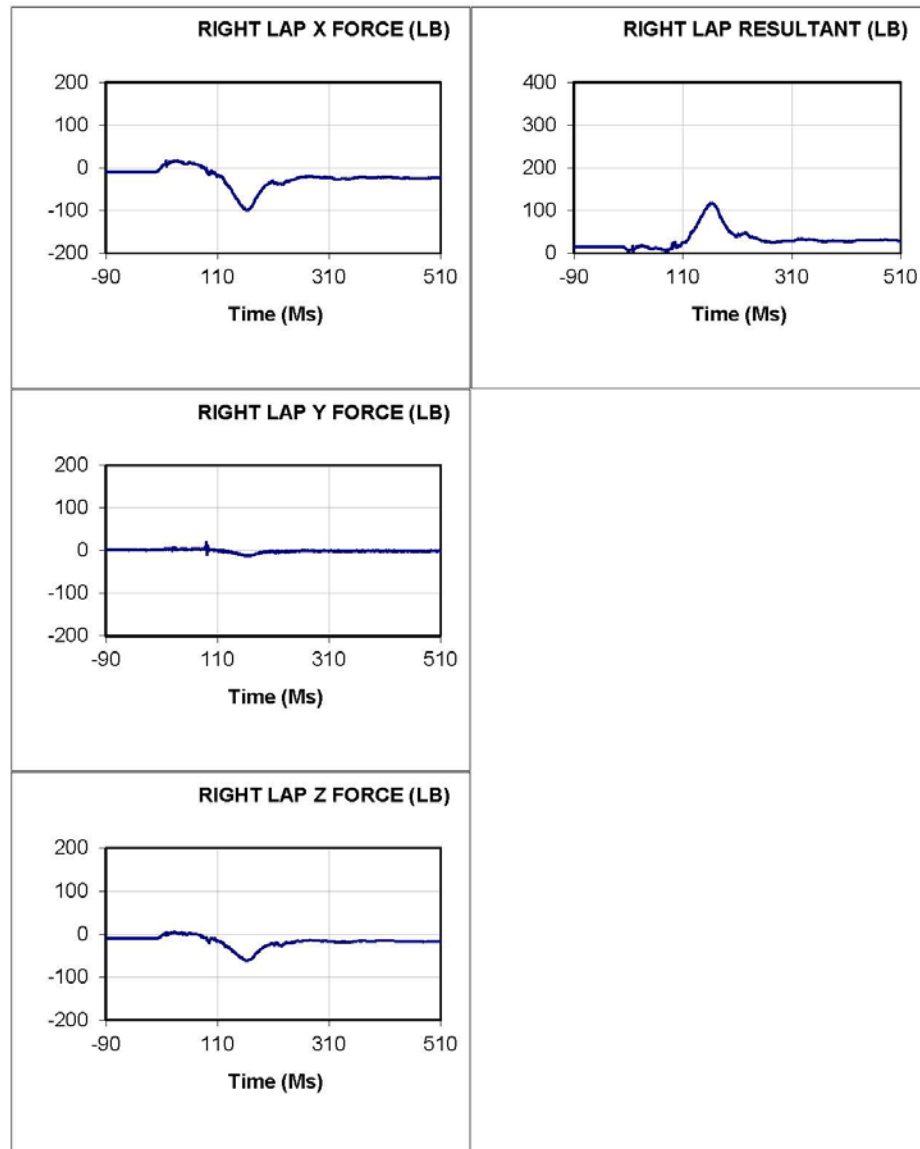 RIGHT LAP X FORCE (LB)
200
100
0
-100
-200
-90 110 310 510
Time (Ms)
RIGHT LAP RESULTANT (LB)
400
300
200
100
0
-90 110 310 510
Time (Ms)
RIGHT LAP Y FORCE (LB)
200
100
0
-100
-200
-90 110 310 510
Time (Ms)
RIGHT LAP Z FORCE (LB)
200
100
0
-100
-200
-90 110 310 510
Time (Ms)